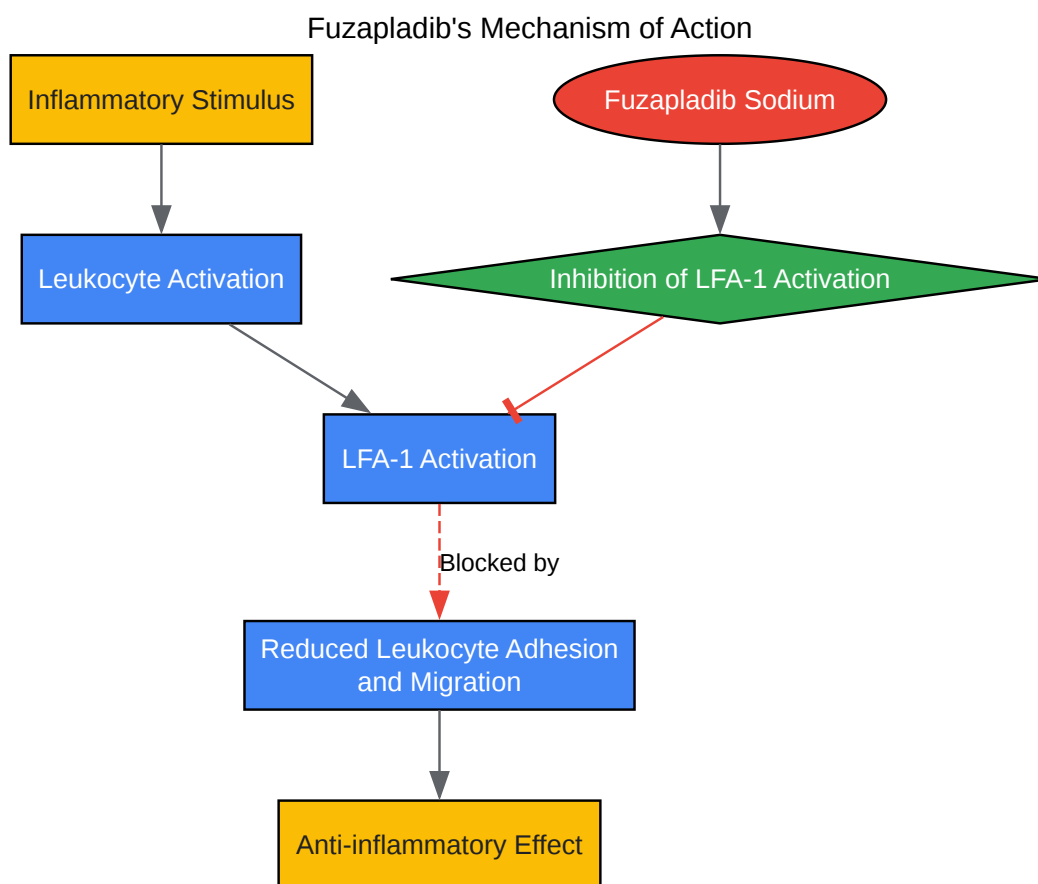 Fuzapladib's Mechanism of Action
Inflammatory Stimulus
Fuzapladib Sodium
Leukocyte Activation
Inhibition of LFA-1 Activation
LFA-1 Activation
Blocked by
Reduced Leukocyte Adhesion
and Migration
Anti-inflammatory Effect